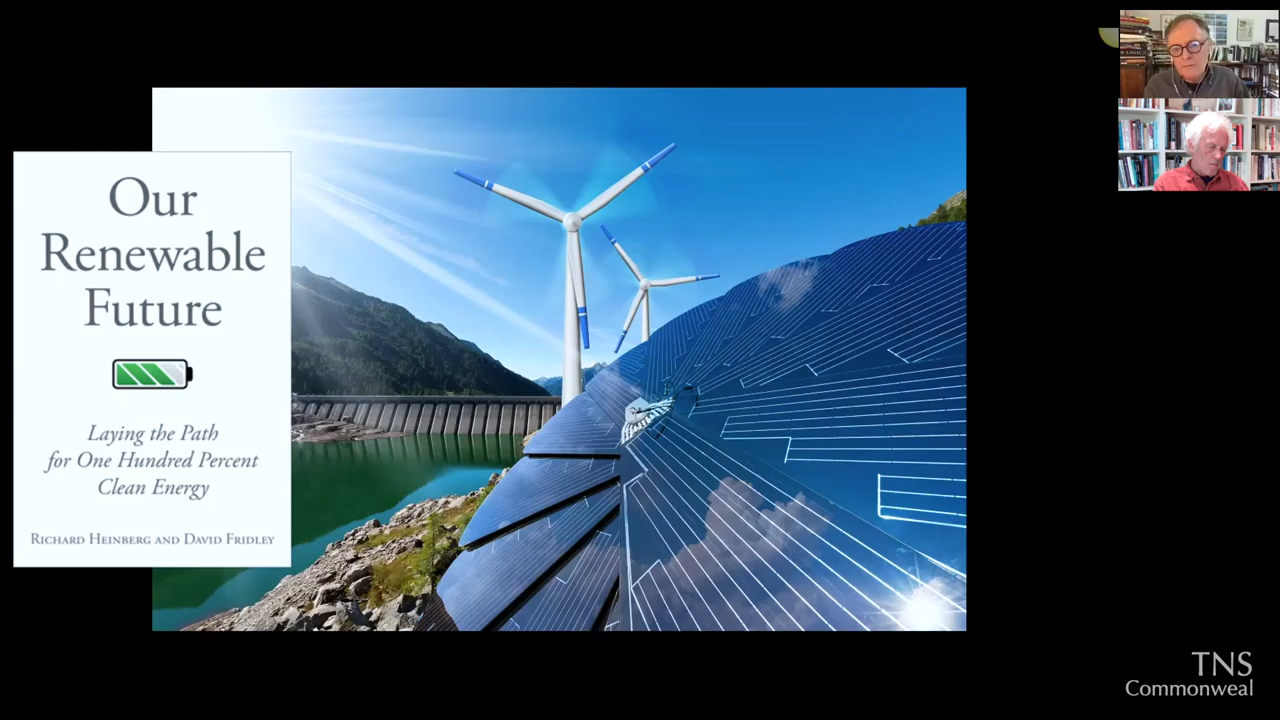 Our
Renewable
Future
Laying the Path
for One Hundred Percent
Clean Energy
Richard Heinberg and David Fridley
TNS
Commonweal